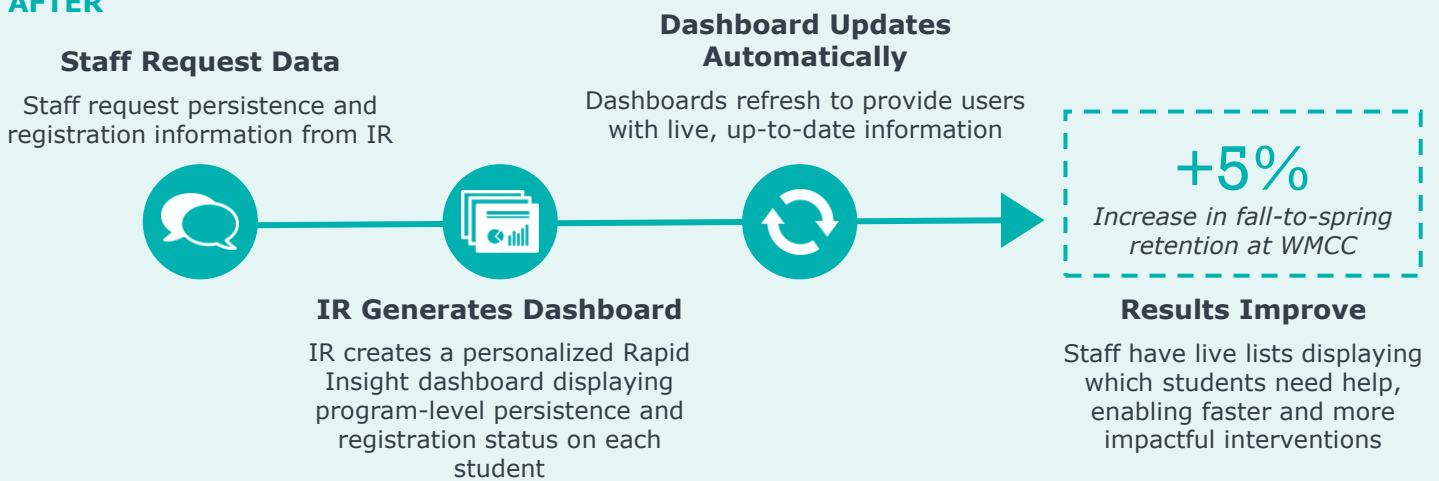 AFTER
Staff Request Data
Staff request persistence and
registration information from IR
IR Generates Dashboard
IR creates a personalized Rapid
Insight dashboard displaying
program-level persistence and
registration status on each
student
Dashboard Updates
Automatically
Dashboards refresh to provide users
with live, up-to-date information
+5%
Increase in fall-to-spring
retention at WMCC
Results Improve
Staff have live lists displaying
which students need help,
enabling faster and more
impactful interventions